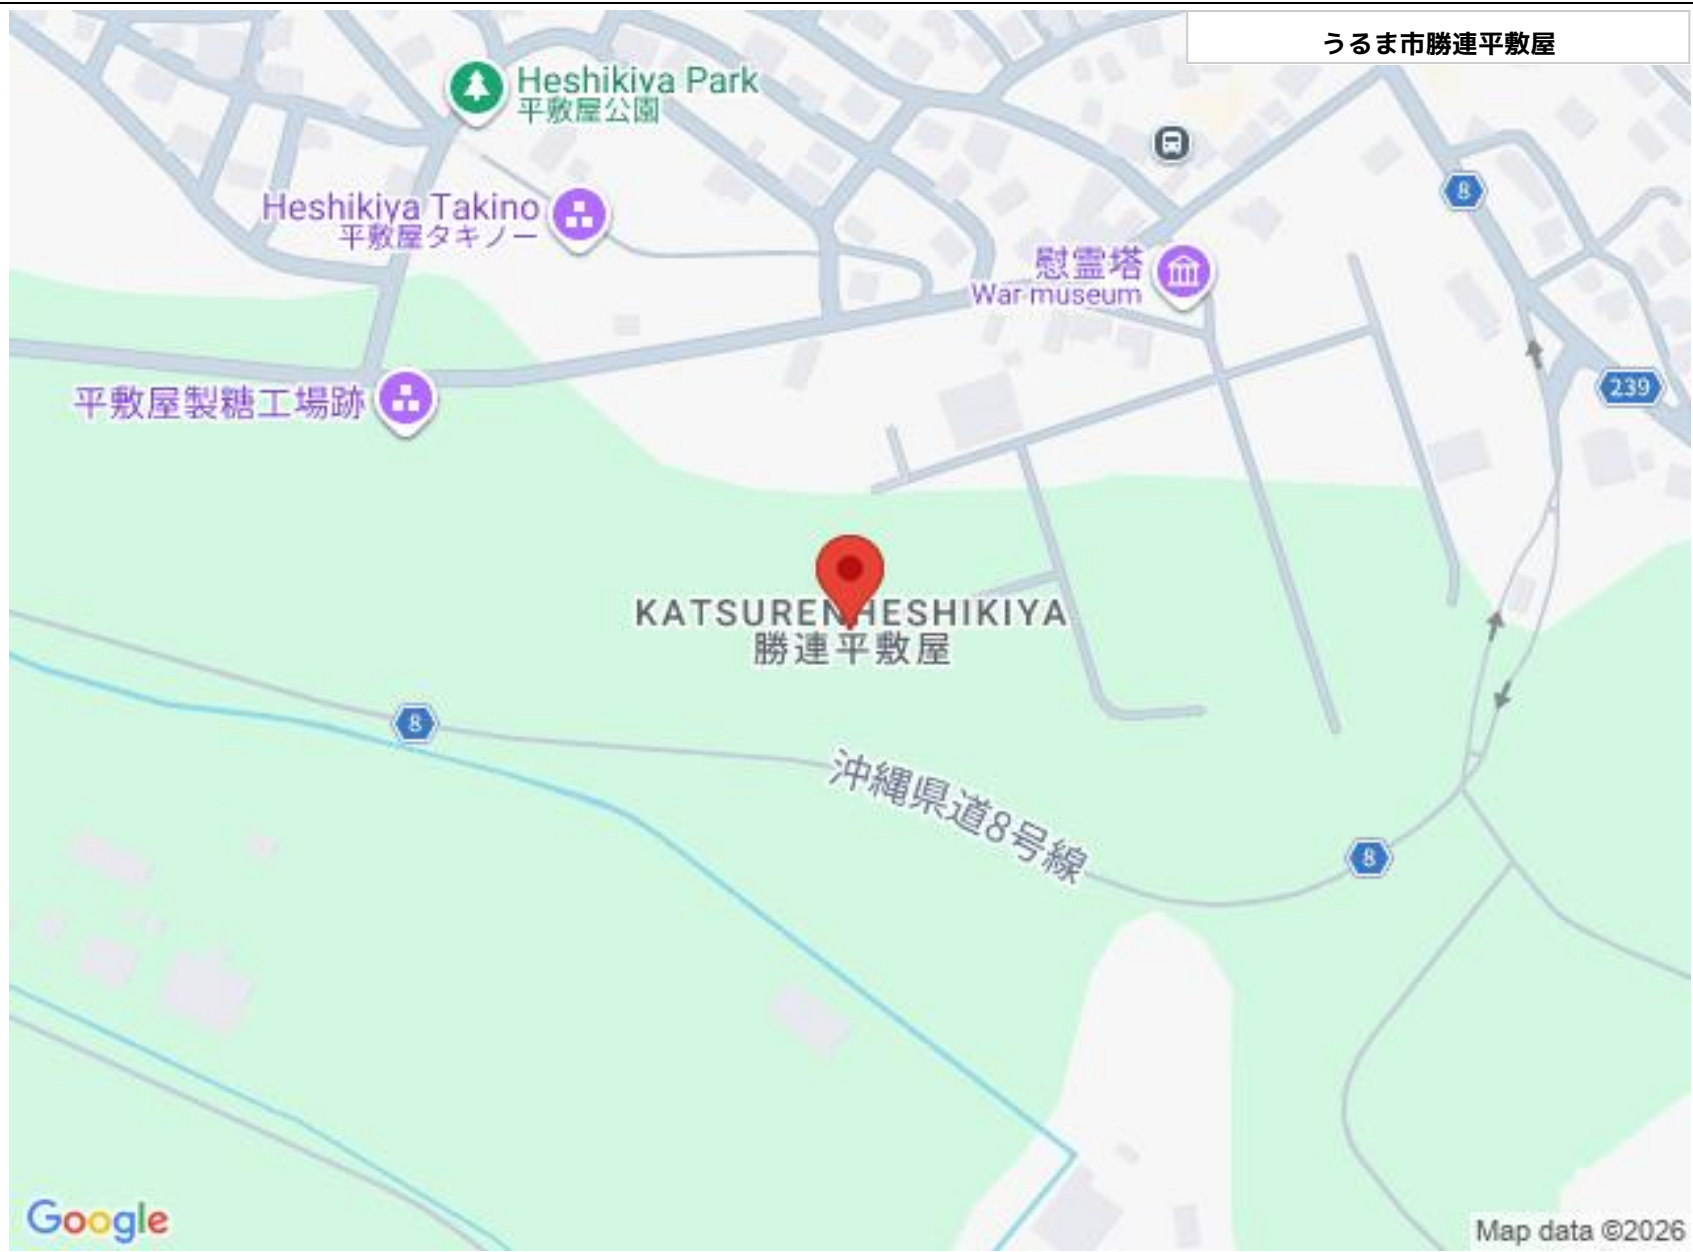 うるま市勝連平敷屋
Heshikiya Park
平敷屋公園
8
Heshikiya Takino
平敷屋タキノー
慰霊塔
War museum
239
平敷屋製糖工場跡
KATSURENHESHIKIYA
勝連平敷屋
8
沖縄県道8号線
8
Google
Map data ©2026